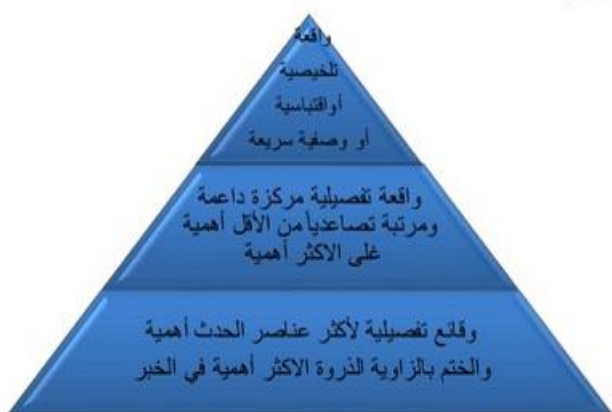 واقعة
تلخيصية
أواقتباسية
أو وصفية سريعة
واقعة تفصيلية مركزة داعمة
ومرتبة تصاعدياً من الأقل أهمية
غلى الاكثر أهمية
وقائع تفصيلية لأكثر عناصر الحدث أهمية
والختم بالزاوية الذروة الاكثر أهمية في الخبر